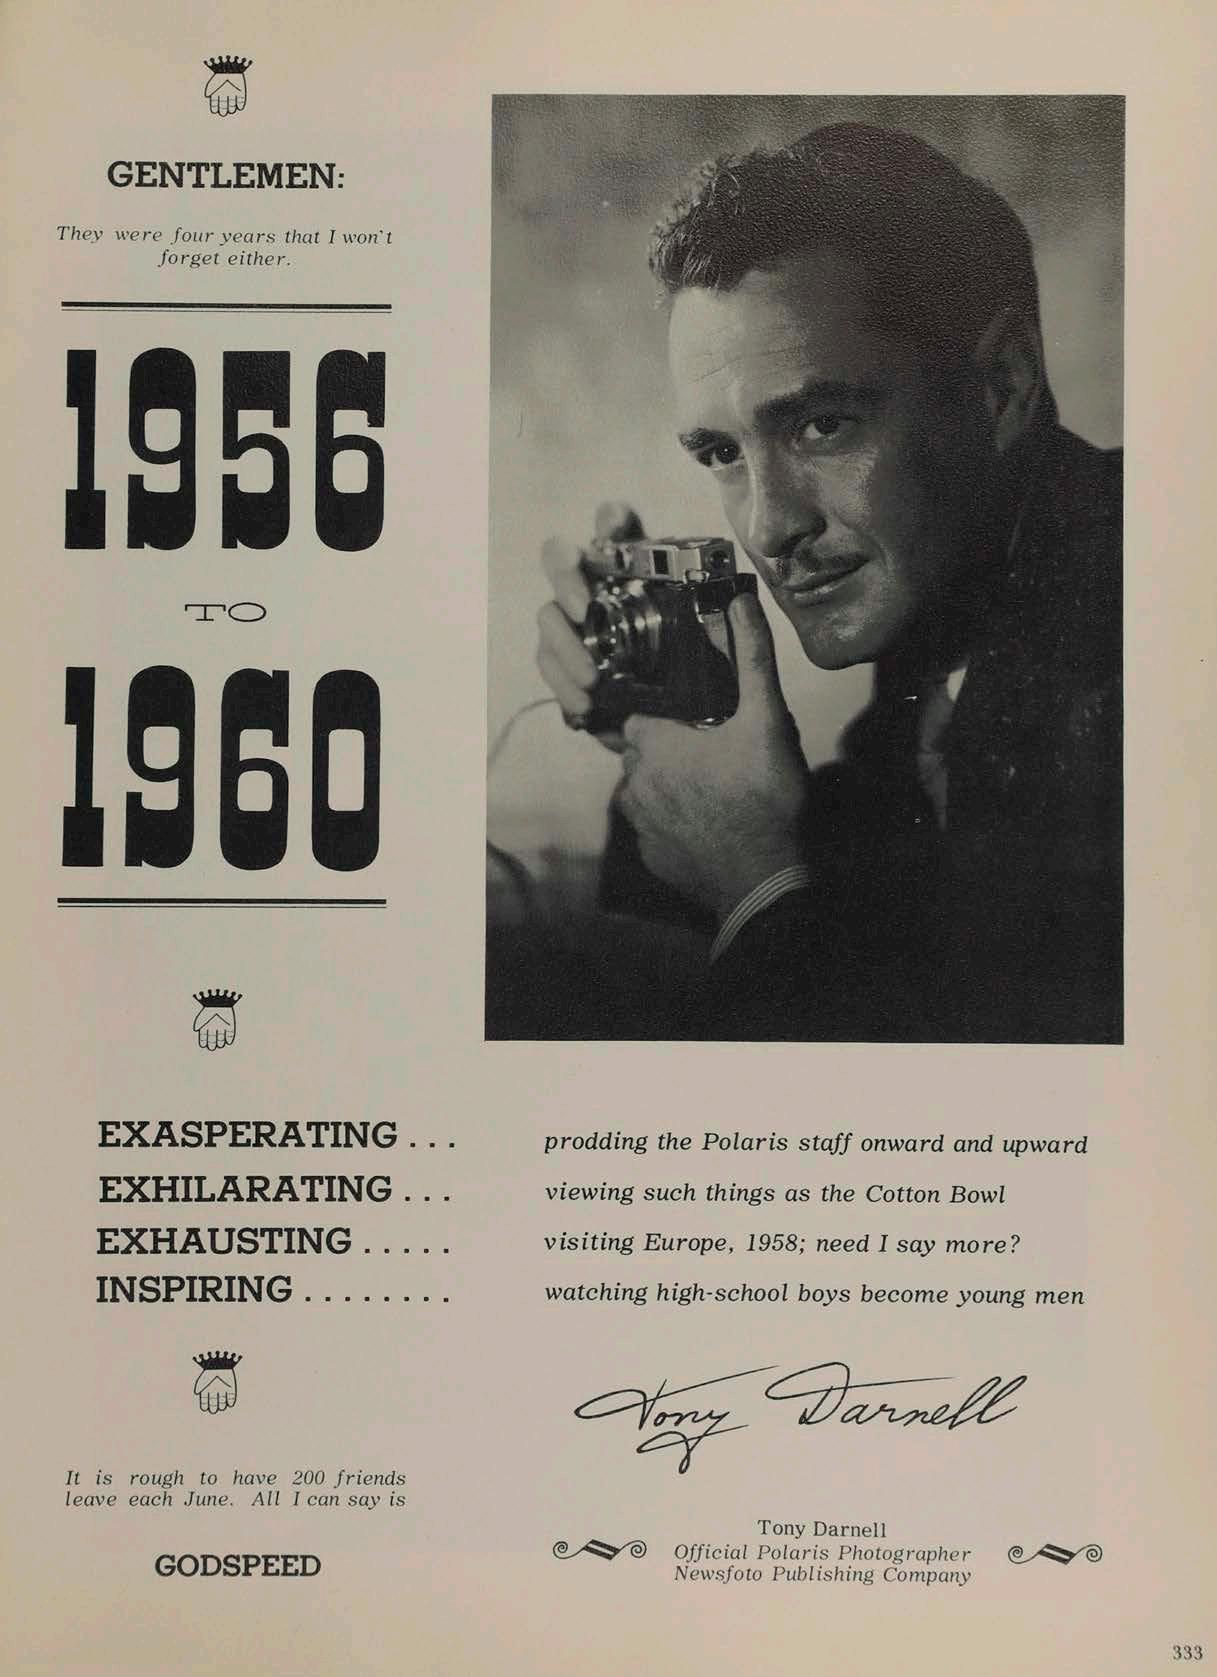 GENTLEMEN:
They were four years that I won't
forget either.
1956
TO
1960
EXASPERATING . . . prodding the Polaris staff onward and upward
EXHILARATING . . . viewing such things as the Cotton Bowl
EXHAUSTING . . . . . visiting Europe, 1958; need I say more?
INSPIRING . . . . . . . . watching high-school boys become young men
It is rough to have 200 friends
leave each June. All I can say is
GODSPEED
Tony Darnell
Tony Darnell
Official Polaris Photographer
Newsfoto Publishing Company
333